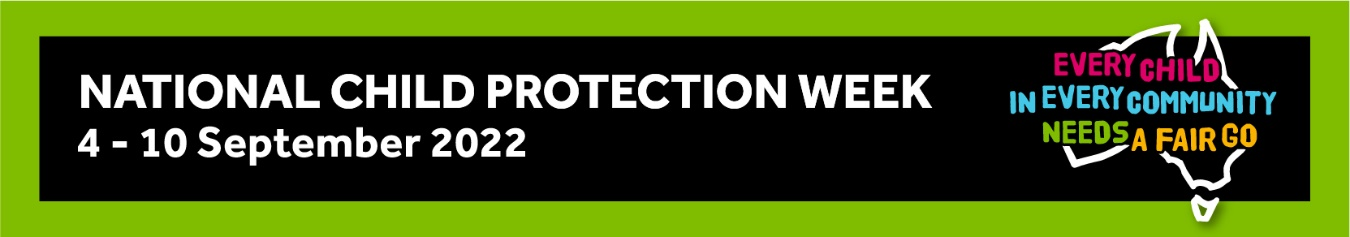 NATIONAL CHILD PROTECTION WEEK
4 - 10 September 2022
EVERY CHILD
IN EVERY COMMUNITY
NEEDS A FAIR GO